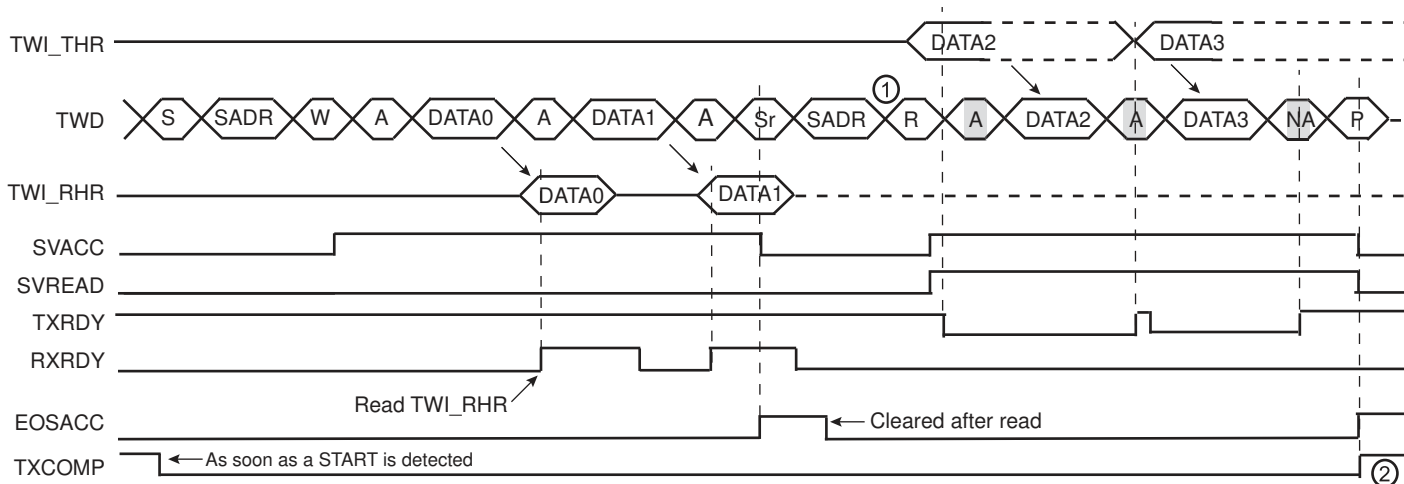 TWI_THR DATA2 DATA3
①
TWD S SADR W A DATA0 A DATA1 A Sr SADR R A DATA2 A DATA3 NA P
TWI_RHR DATA0 DATA1
SVACC
SVREAD
TXRDY
RXRDY
Read TWI_RHR
EOSACC Cleared after read
TXCOMP As soon as a START is detected ②